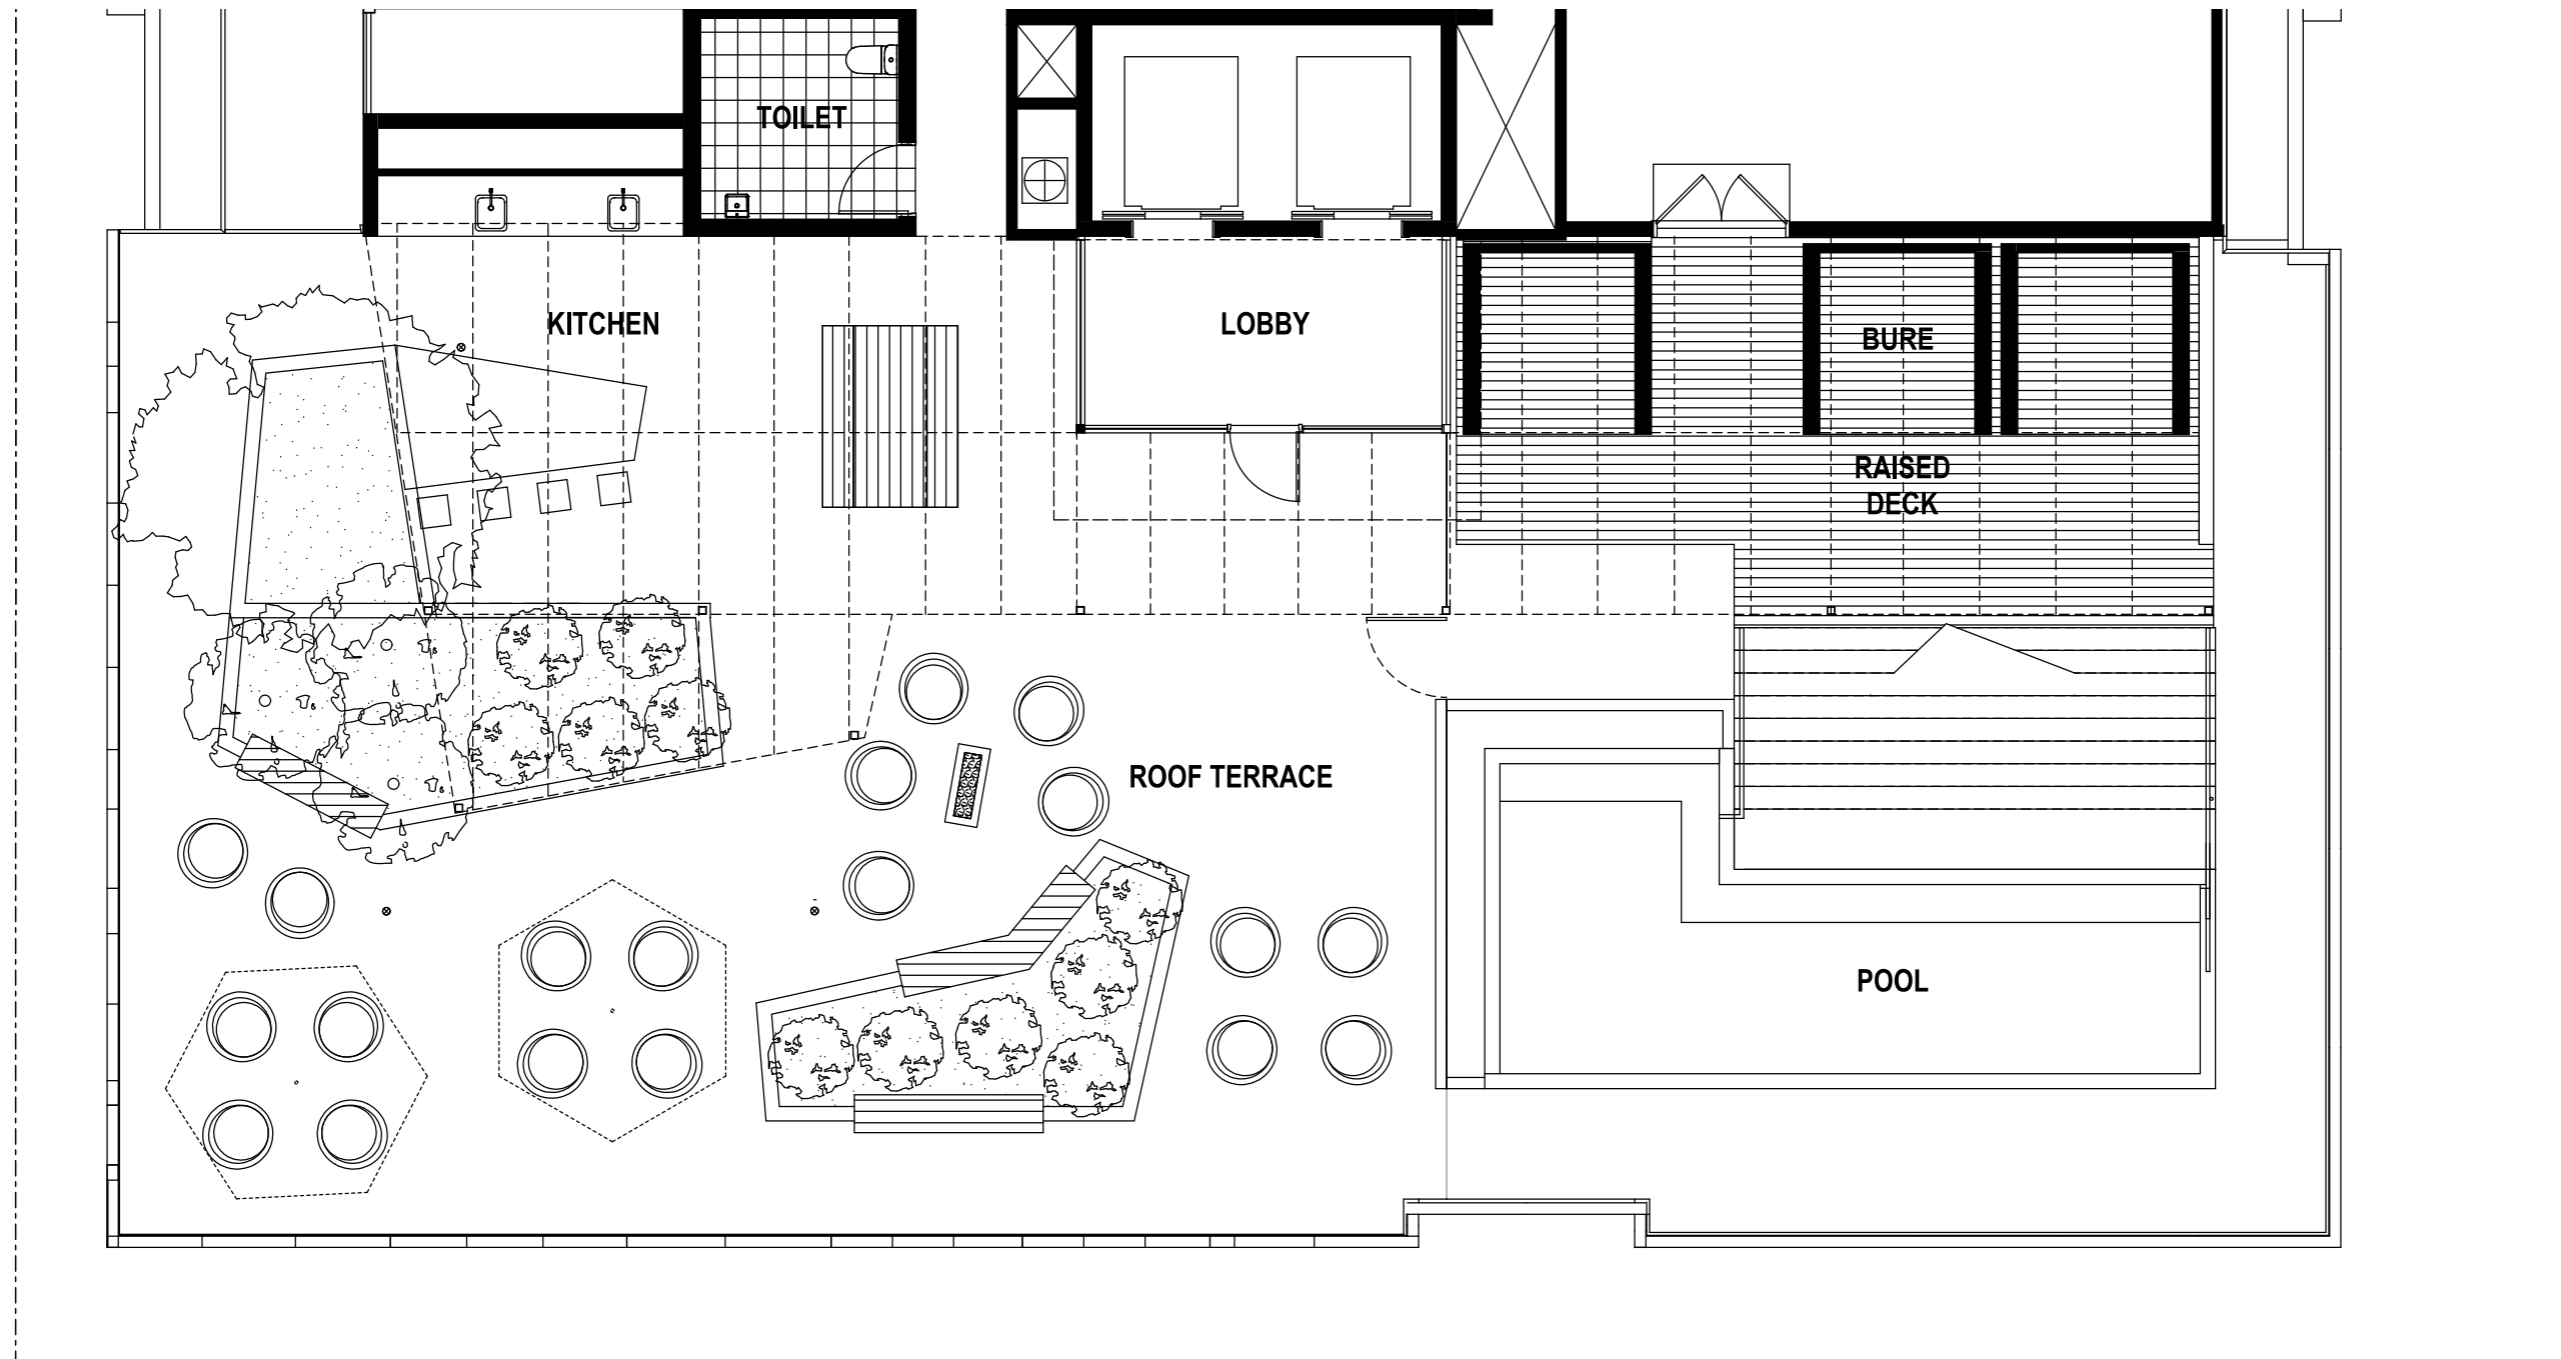 TOILET
KITCHEN
LOBBY
BURE
RAISED
DECK
ROOF TERRACE
POOL